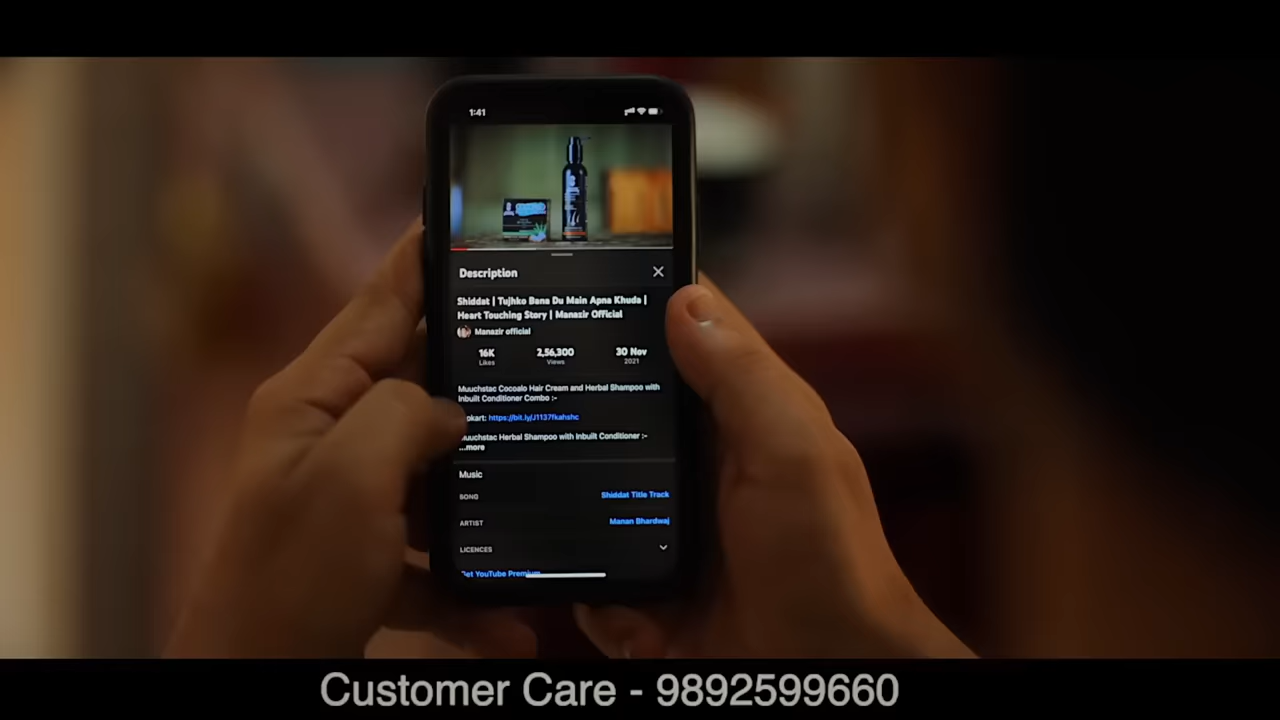 1:41
Description
Shiddat | Tujhko Bana Du Main Apna Khuda |
Heart Touching Story | Manazir Official
Manazir official
16K
2,56,300
30 Nov
Likes
Views
2021
Muuchstac Cocoalo Hair Cream and Herbal Shampoo with
Inbuilt Conditioner Combo :-
https://bit.ly/J1137fkahshc
Muuchstac Herbal Shampoo with Inbuilt Conditioner :-
...more
Music
SONG
Shiddat Title Track
ARTIST
Manan Bhardwaj
LICENCES
Get YouTube Premium
Customer Care - 9892599660